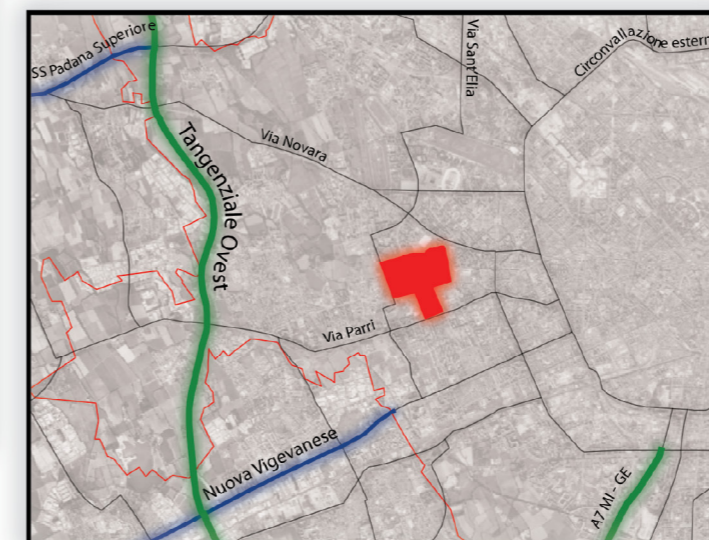 SS Padana Superiore
Via Sant'Elia
Circonvallazione estern
Via Novara
Tangenziale Ovest
Via Parri
Nuova Vigevanese
A7 MI - GE